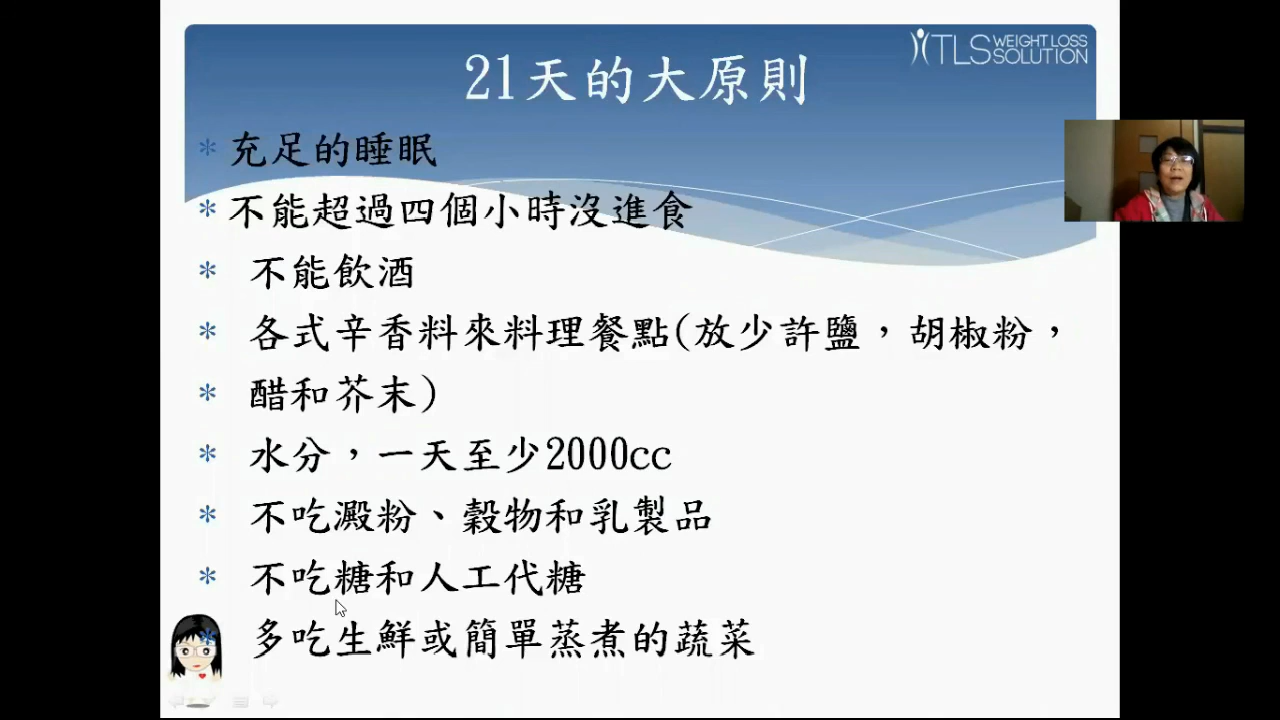 TLS WEIGHT LOSS SOLUTION
21天的大原則
* 充足的睡眠
* 不能超過四個小時沒進食
* 不能飲酒
* 各式辛香料來料理餐點(放少許鹽，胡椒粉，
* 醋和芥末)
* 水分，一天至少2000cc
* 不吃澱粉、穀物和乳製品
* 不吃糖和人工代糖
* 多吃生鮮或簡單蒸煮的蔬菜